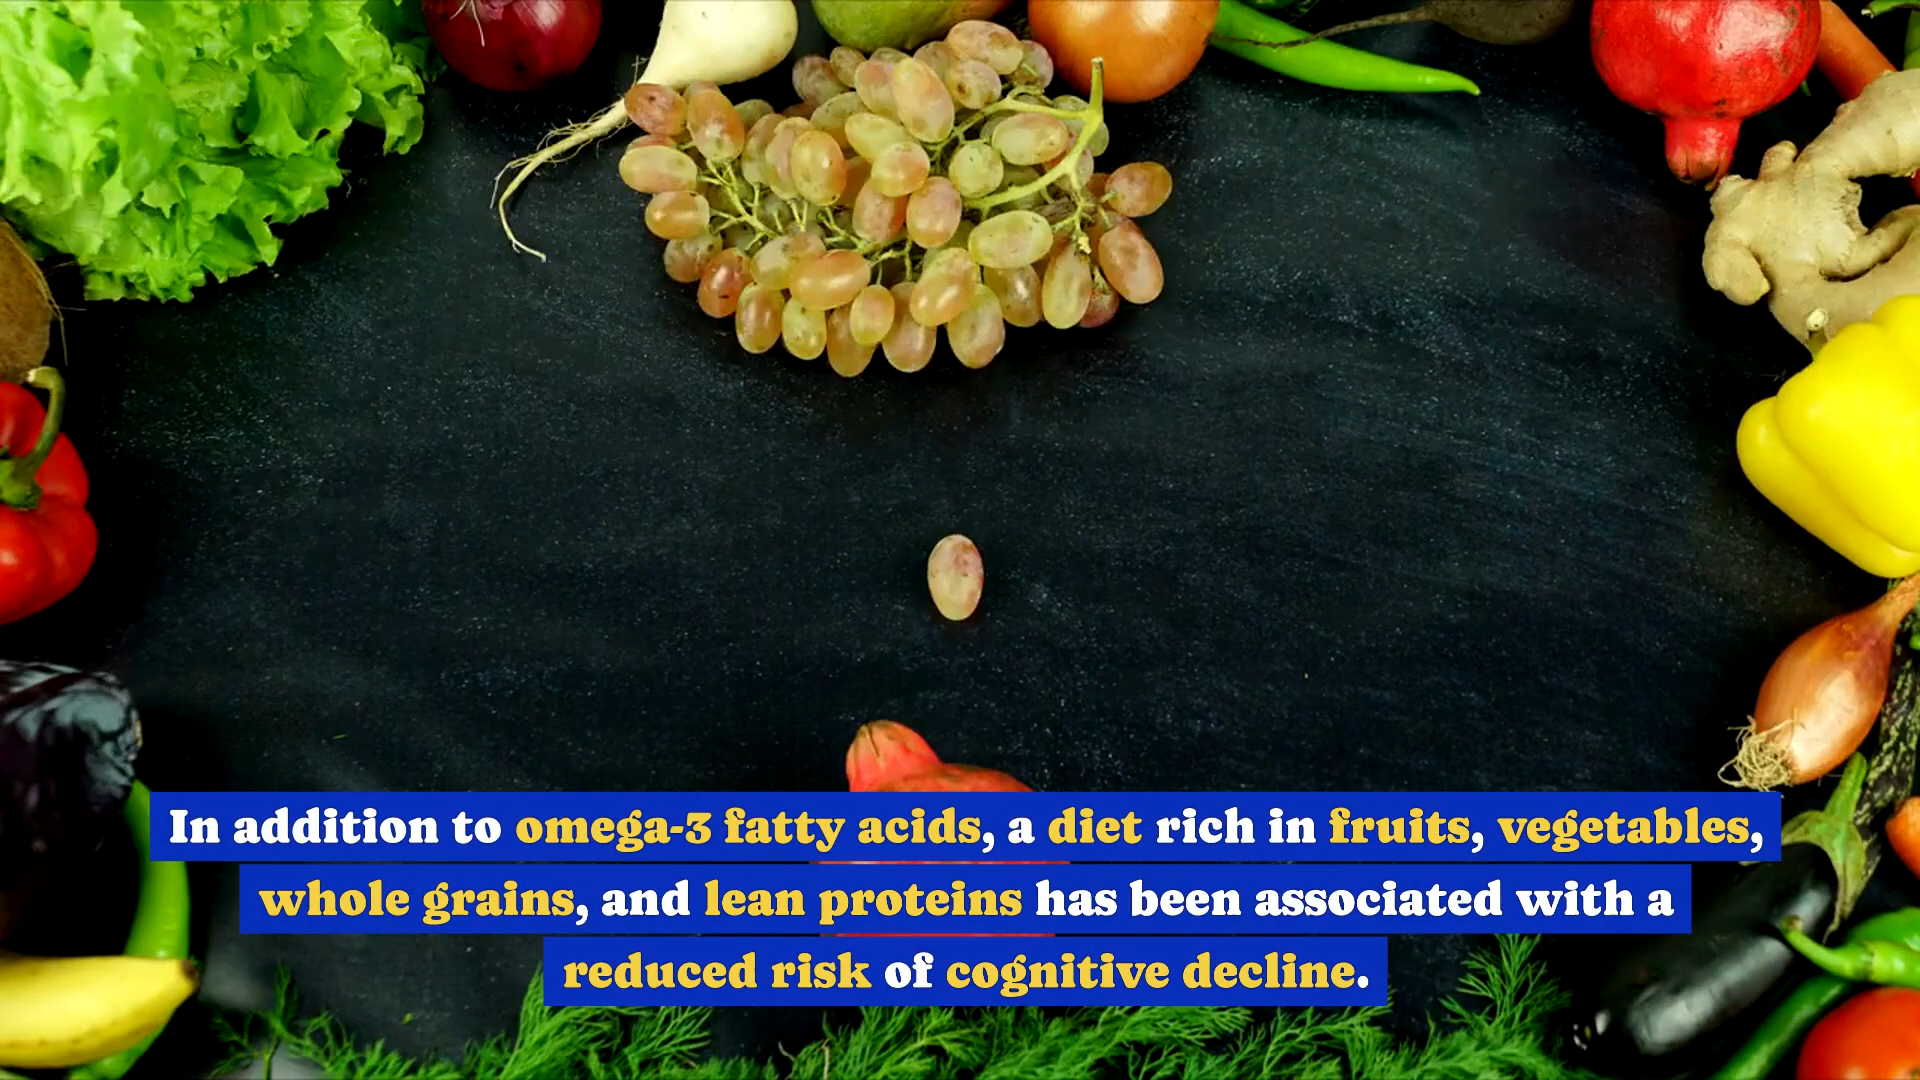 In addition to omega-3 fatty acids, a diet rich in fruits, vegetables,
whole grains, and lean proteins has been associated with a
reduced risk of cognitive decline.